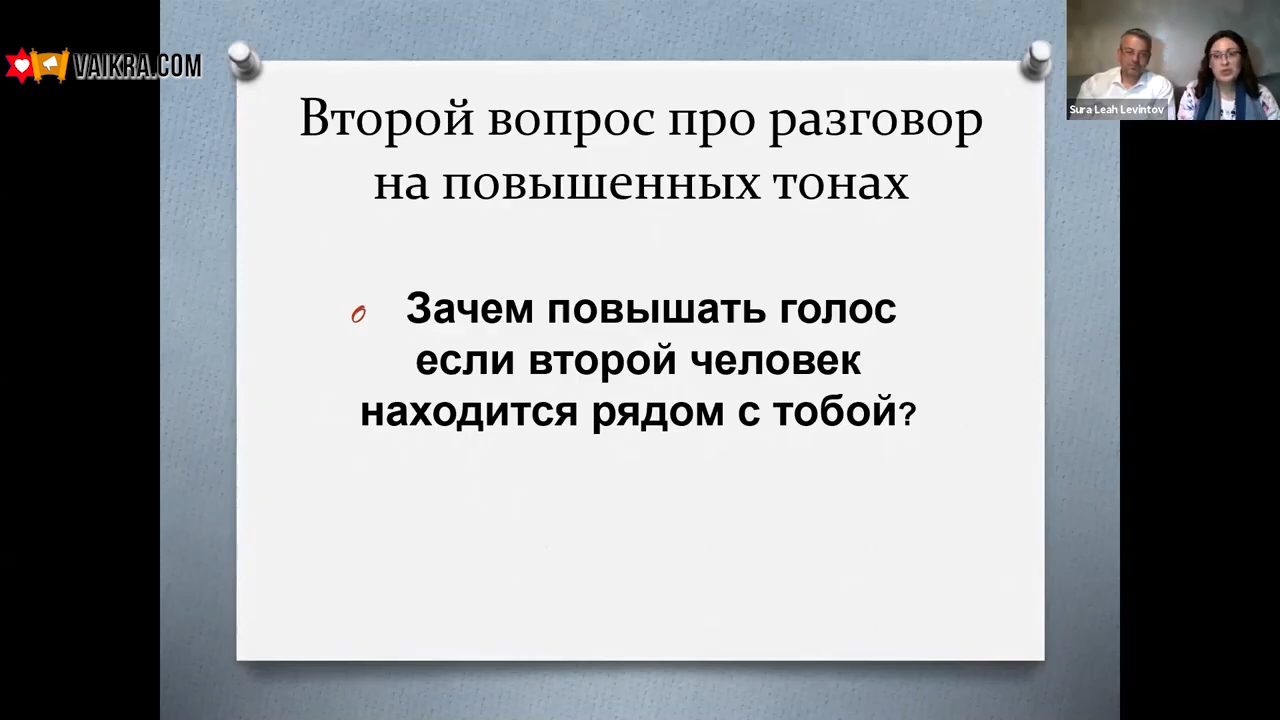 VAIKRA.COM
Sura Leah Levintov
Второй вопрос про разговор
на повышенных тонах
Зачем повышать голос
если второй человек
находится рядом с тобой?